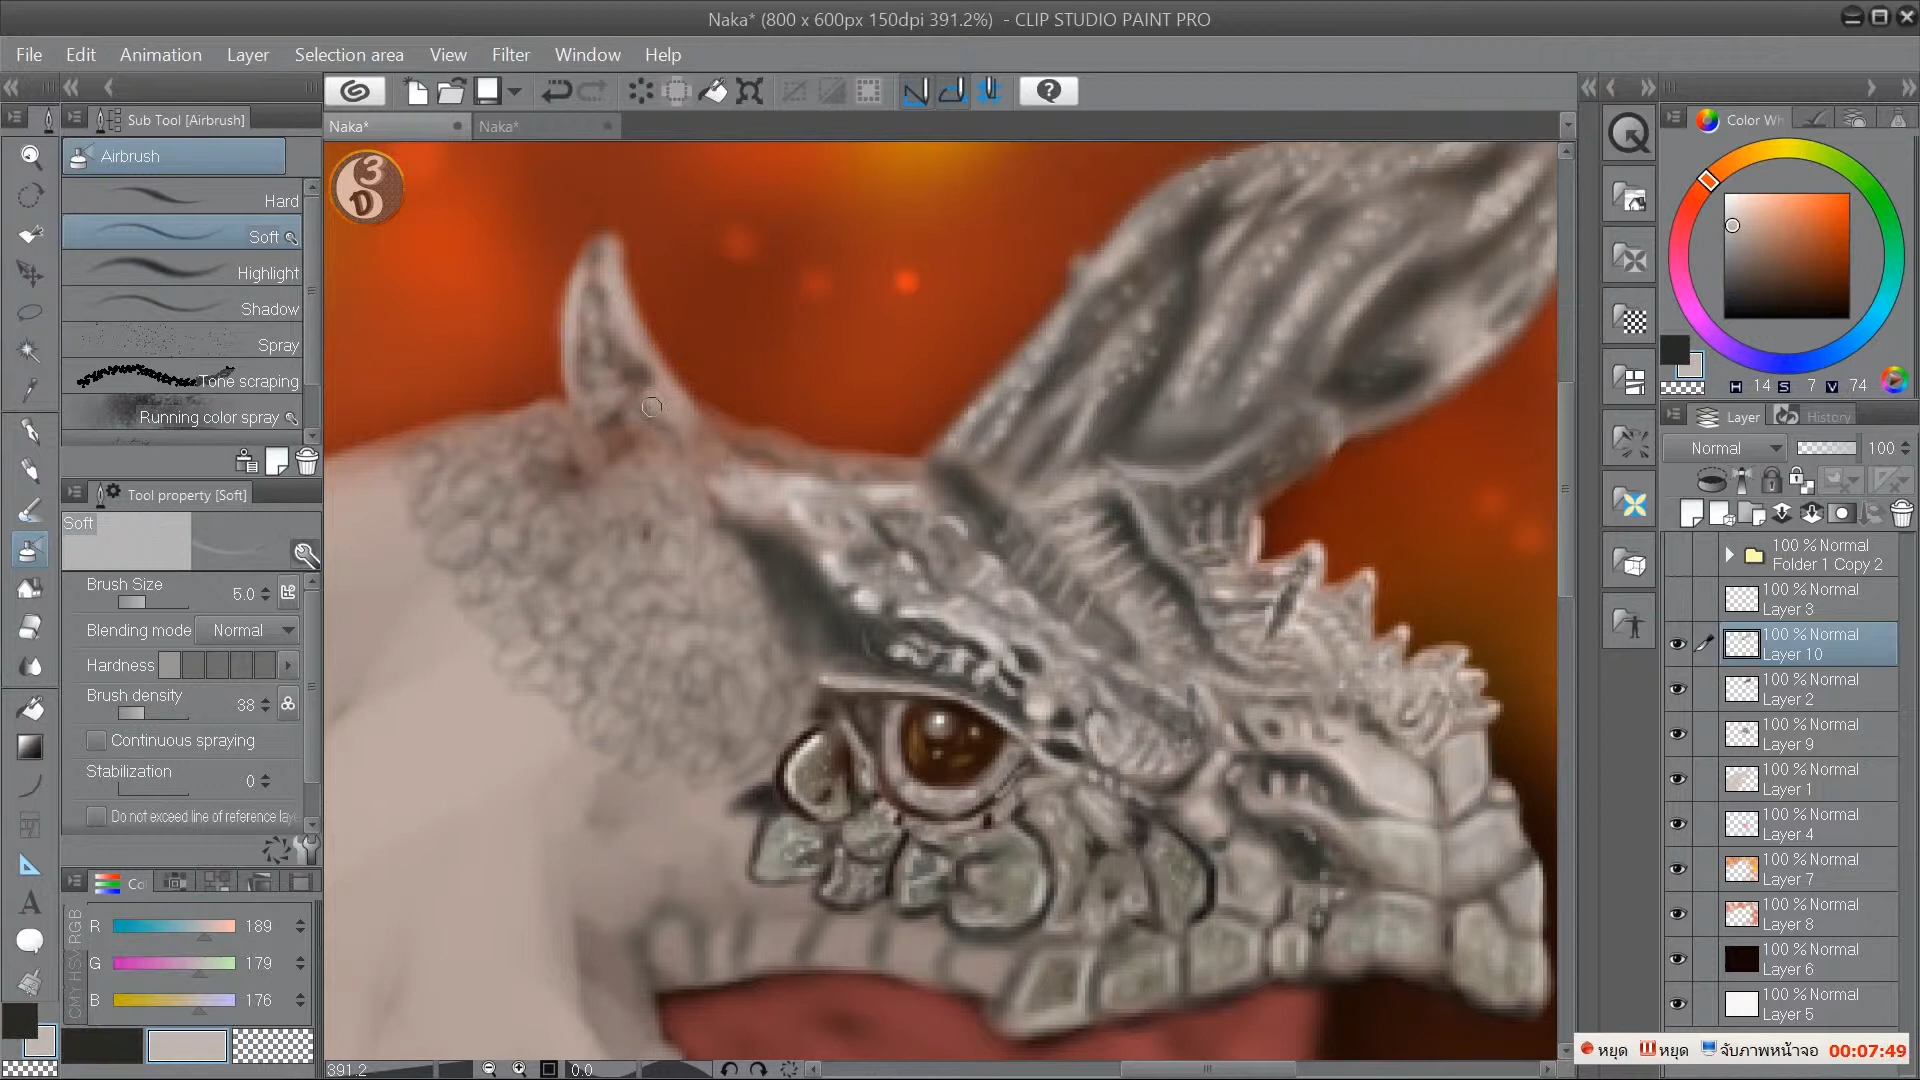 Naka* (800 x 600px 150dpi 391.2%)  - CLIP STUDIO PAINT PRO
File Edit Animation Layer Selection area View Filter Window Help
Sub Tool [Airbrush]
Naka*
Naka*
Color Wh
Airbrush
Hard
Soft
Highlight
Shadow
Spray
Tone scraping
Running color spray
3D
H 14 S 7 V 74
Layer
History
Normal
100
Tool property [Soft]
Soft
Brush Size 5.0
Blending mode Normal
Hardness
Brush density 38
Continuous spraying
Stabilization 0
Do not exceed line of reference laye
Co
RGB
HSV
CMY
R 189
G 179
B 176
100 % Normal
Folder 1 Copy 2
100 % Normal
Layer 3
100 % Normal
Layer 10
100 % Normal
Layer 2
100 % Normal
Layer 9
100 % Normal
Layer 1
100 % Normal
Layer 4
100 % Normal
Layer 7
100 % Normal
Layer 8
100 % Normal
Layer 6
100 % Normal
Layer 5
391.2
0.0
หยุด หยุด จับภาพหน้าจอ 00:07:49